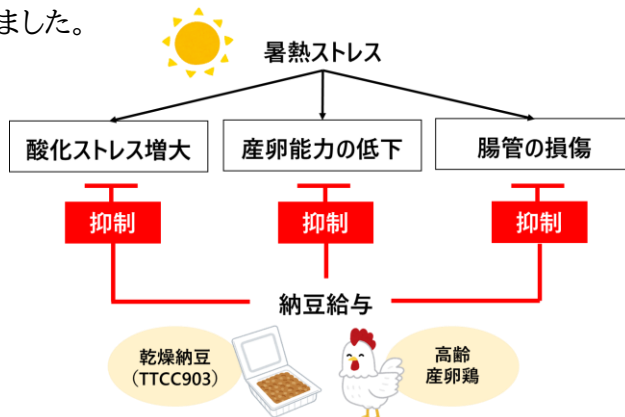 ました。
暑熱ストレス
酸化ストレス増大
産卵能力の低下
腸管の損傷
抑制
抑制
抑制
納豆給与
乾燥納豆
（TTCC903）
高齢
産卵鶏